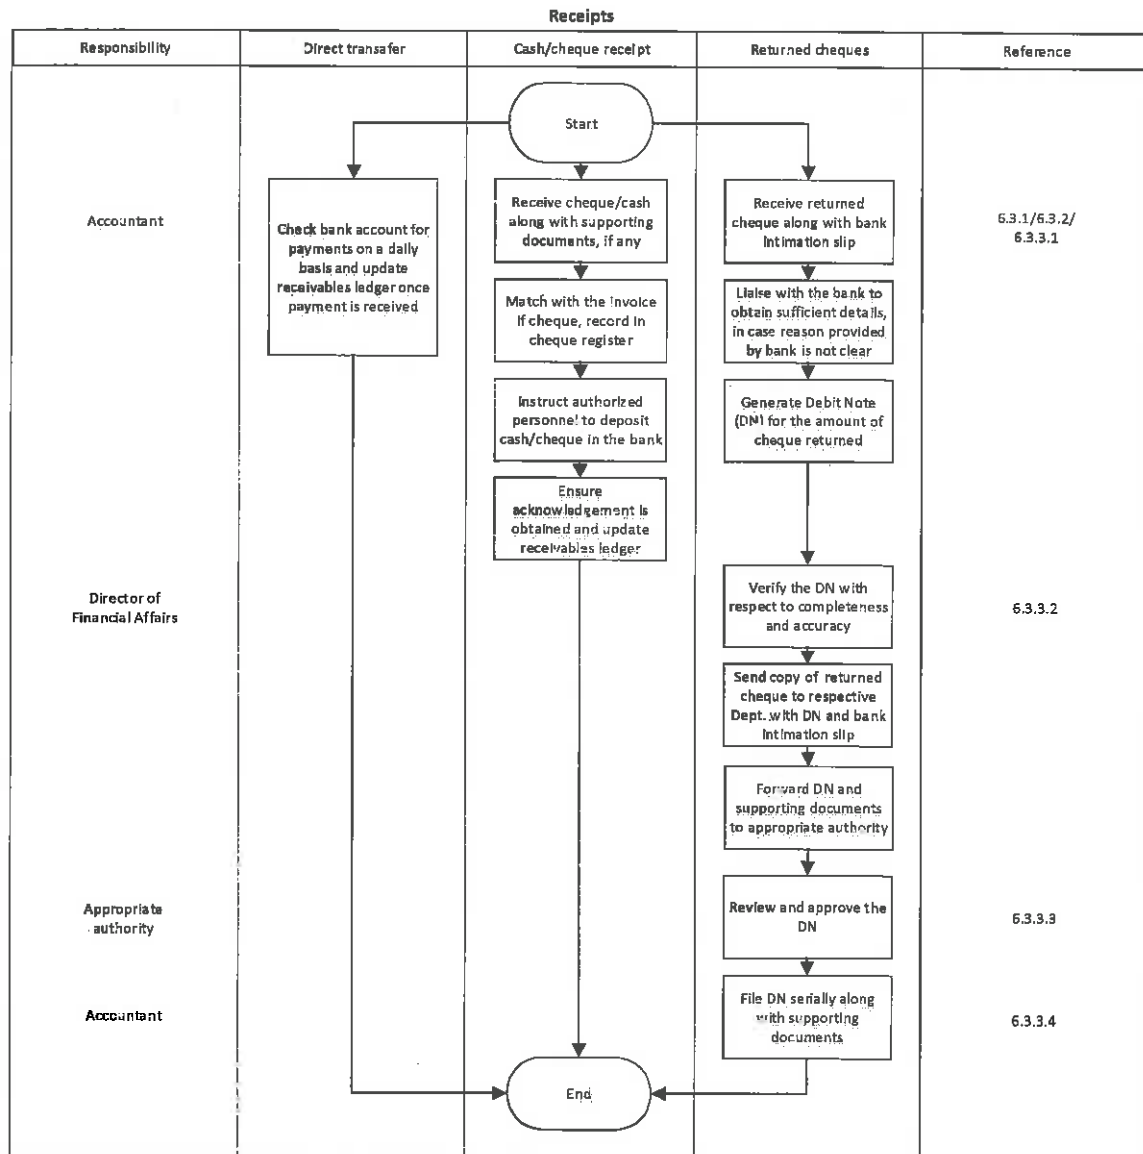 Receipts
Responsibility
Direct transafer
Cash/cheque receipt
Returned cheques
Reference
Start
Accountant
Check bank account for
payments on a daily
basis and update
receivables ledger once
payment is received
Receive cheque/cash
along with supporting
documents, if any
Receive returned
cheque along with bank
intimation slip
6.3.1/6.3.2/
6.3.3.1
Match with the invoice
if cheque, record in
cheque register
Liaise with the bank to
obtain sufficient details,
in case reason provided
by bank is not clear
Instruct authorized
personnel to deposit
cash/cheque in the bank
Generate Debit Note
(DN) for the amount of
cheque returned
Ensure
acknowledgement is
obtained and update
receivables ledger
Director of
Financial Affairs
Verify the DN with
respect to completeness
and accuracy
6.3.3.2
Send copy of returned
cheque to respective
Dept. with DN and bank
intimation slip
Forward DN and
supporting documents
to appropriate authority
Appropriate
authority
Review and approve the
DN
6.3.3.3
Accountant
File DN serially along
with supporting
documents
6.3.3.4
End